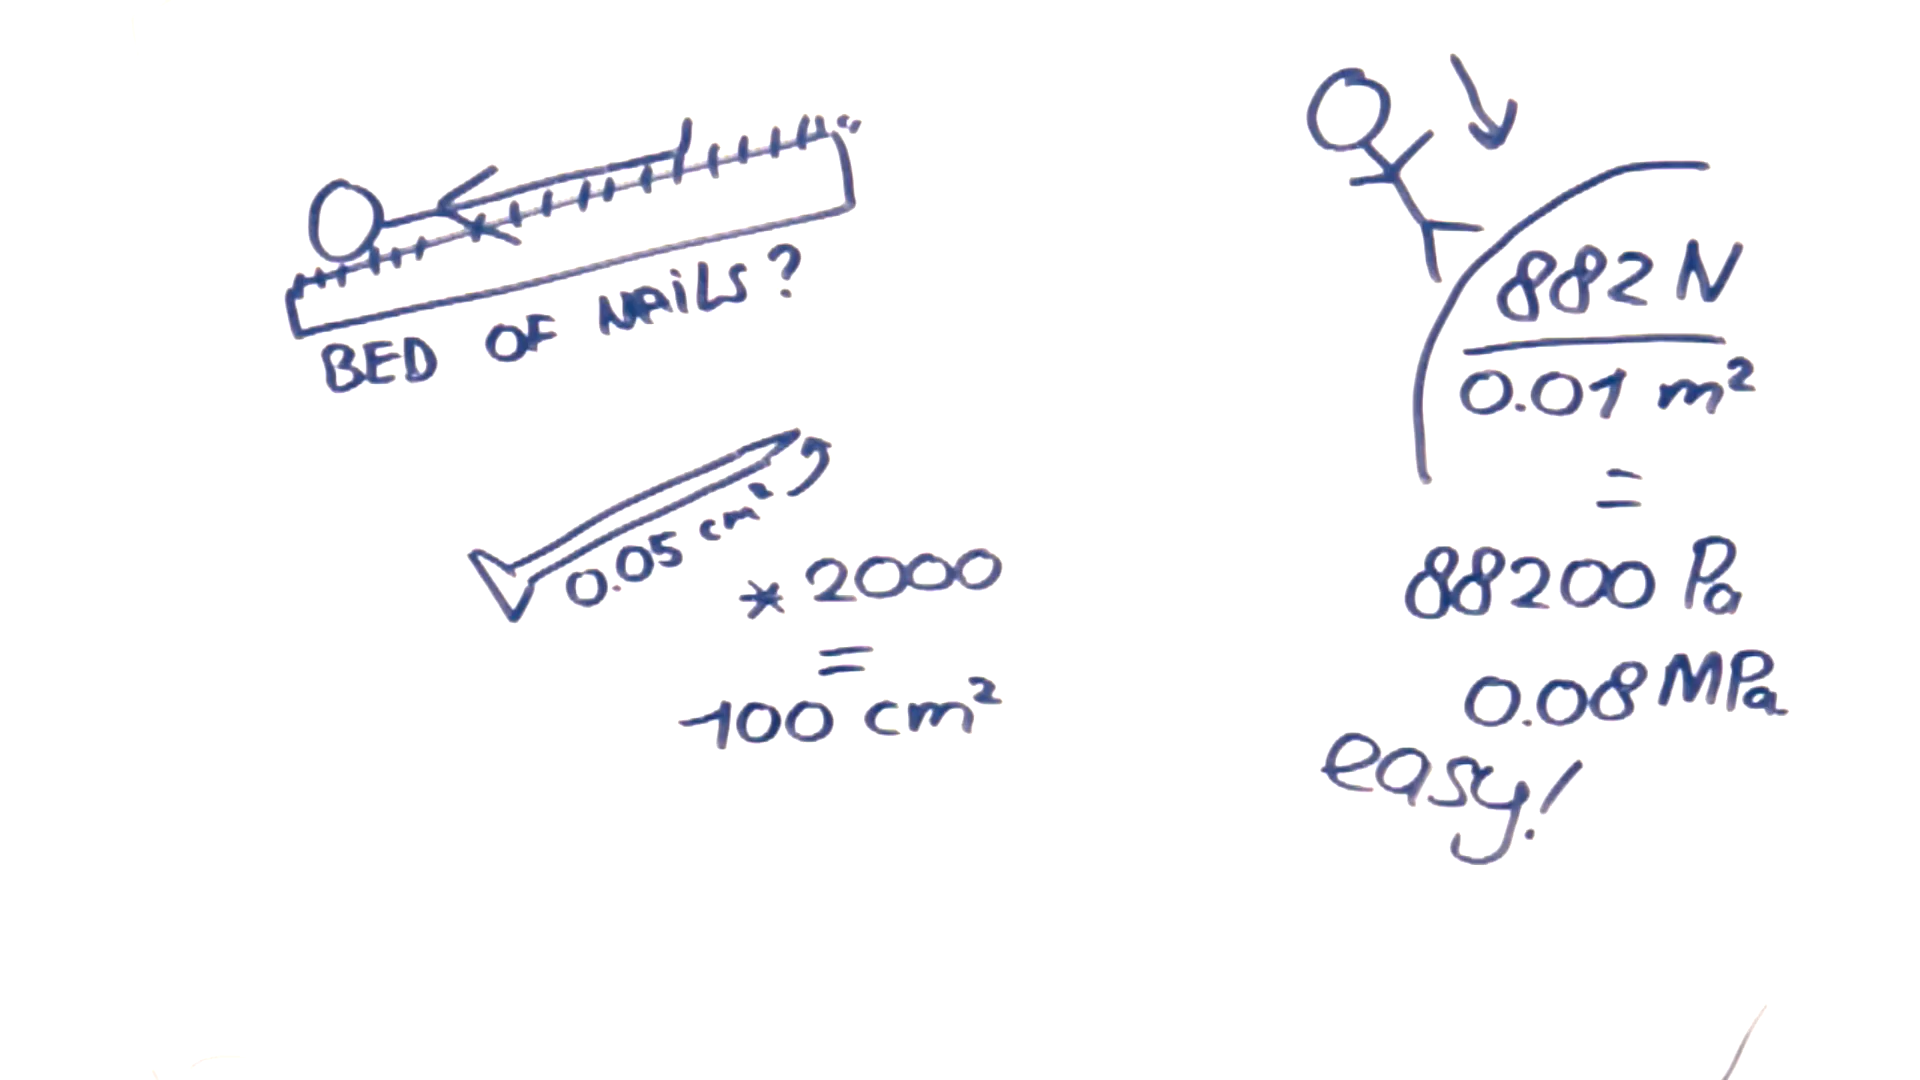 BED OF NAiLS?
0.05 cm²
* 2000
=
100 cm²
882 N
0.01 m²
=
88200 Pa
0.08 MPa
easy!